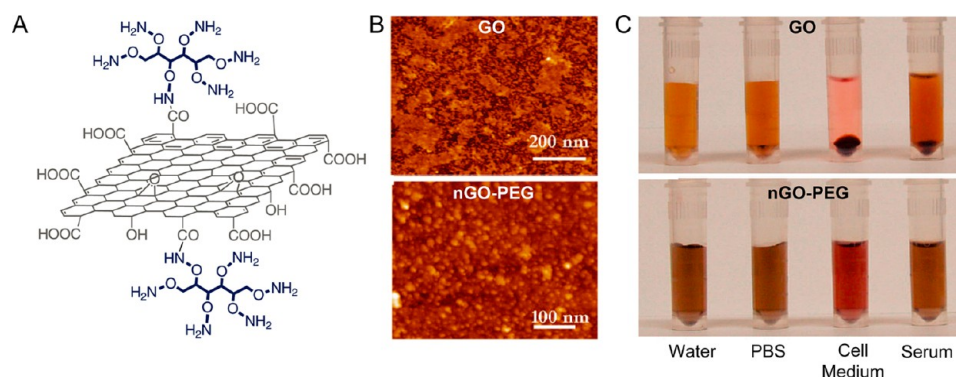 A
NH₂
NH₂
H₂N
O
O
H₂N
O
O
NH₂
O
O
NH₂
HN
CO
HOOC
HOOC
COOH
HOOC
COOH
O
O
OH
HOOC
OH
CO
COOH
HN
O
NH₂
O
O
H₂N
O
O
O
NH₂
H₂N
NH₂
B
GO
200 nm
nGO-PEG
100 nm
C
GO
nGO-PEG
Water
PBS
Cell Medium
Serum